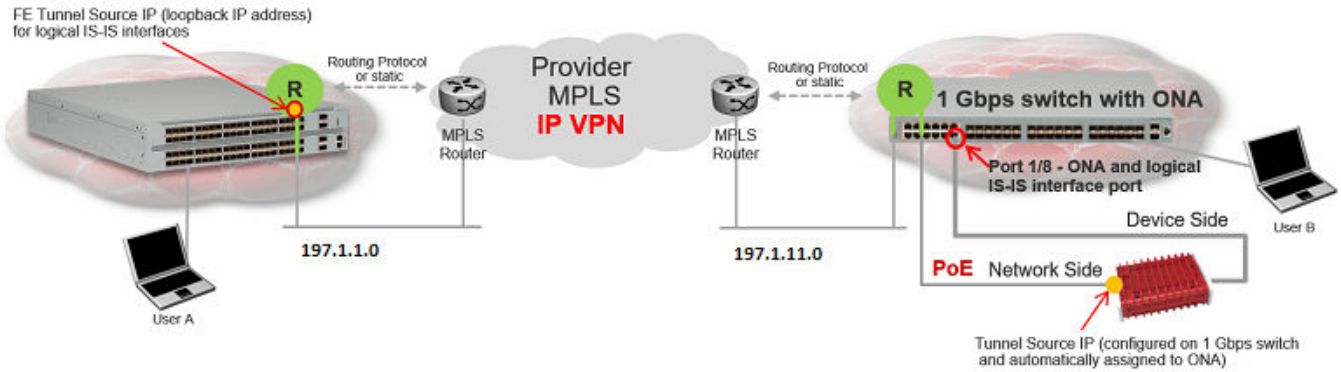 FE Tunnel Source IP (loopback IP address)
for logical IS-IS interfaces
R
Routing Protocol
or static
MPLS
Router
Provider
MPLS
IP VPN
MPLS
Router
Routing Protocol
or static
R
1 Gbps switch with ONA
Port 1/8 - ONA and logical
IS-IS interface port
User A
197.1.1.0
197.1.11.0
Device Side
User B
PoE Network Side
Tunnel Source IP (configured on 1 Gbps switch
and automatically assigned to ONA)